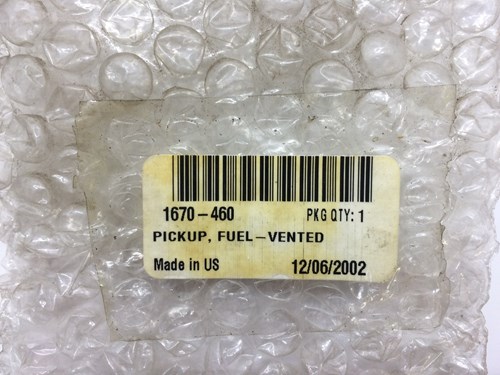 1670-460 PKG QTY: 1
PICKUP, FUEL-VENTED
Made in US 12/06/2002